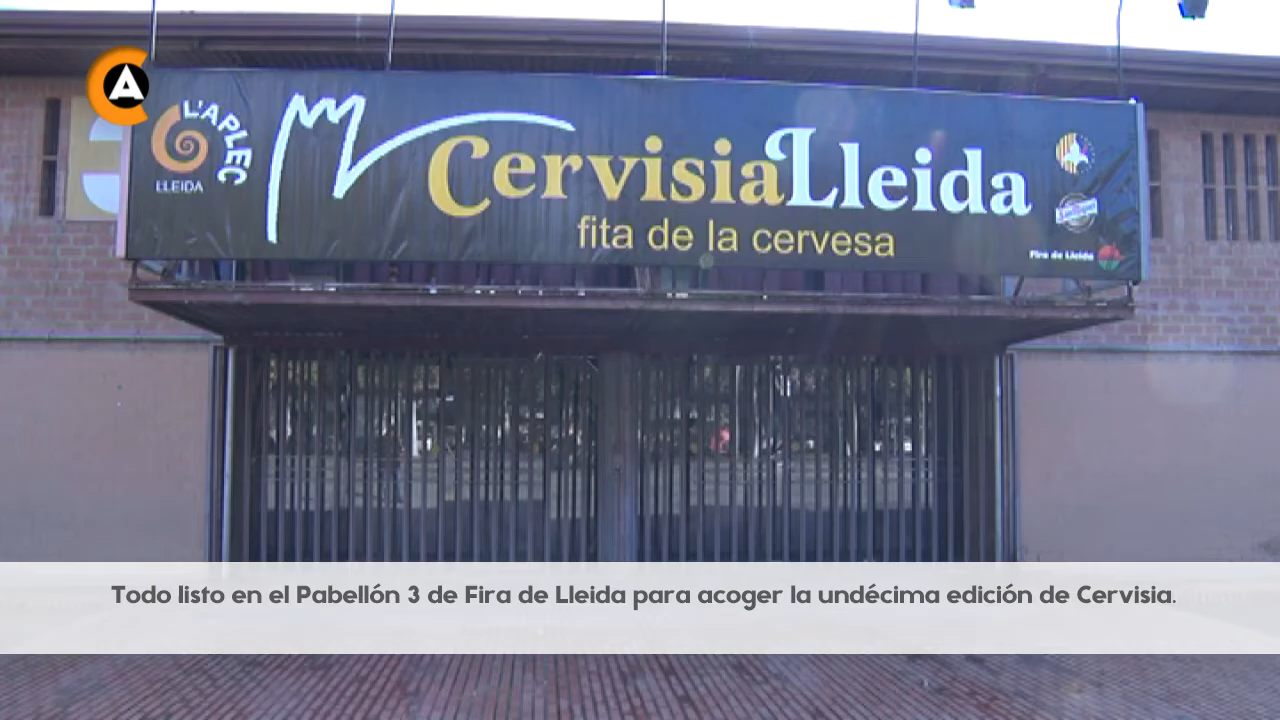 A
L'APLEC
LLEIDA
CervisiaLleida
fita de la cervesa
Fira de Lleida
Todo listo en el Pabellón 3 de Fira de Lleida para acoger la undécima edición de Cervisia.